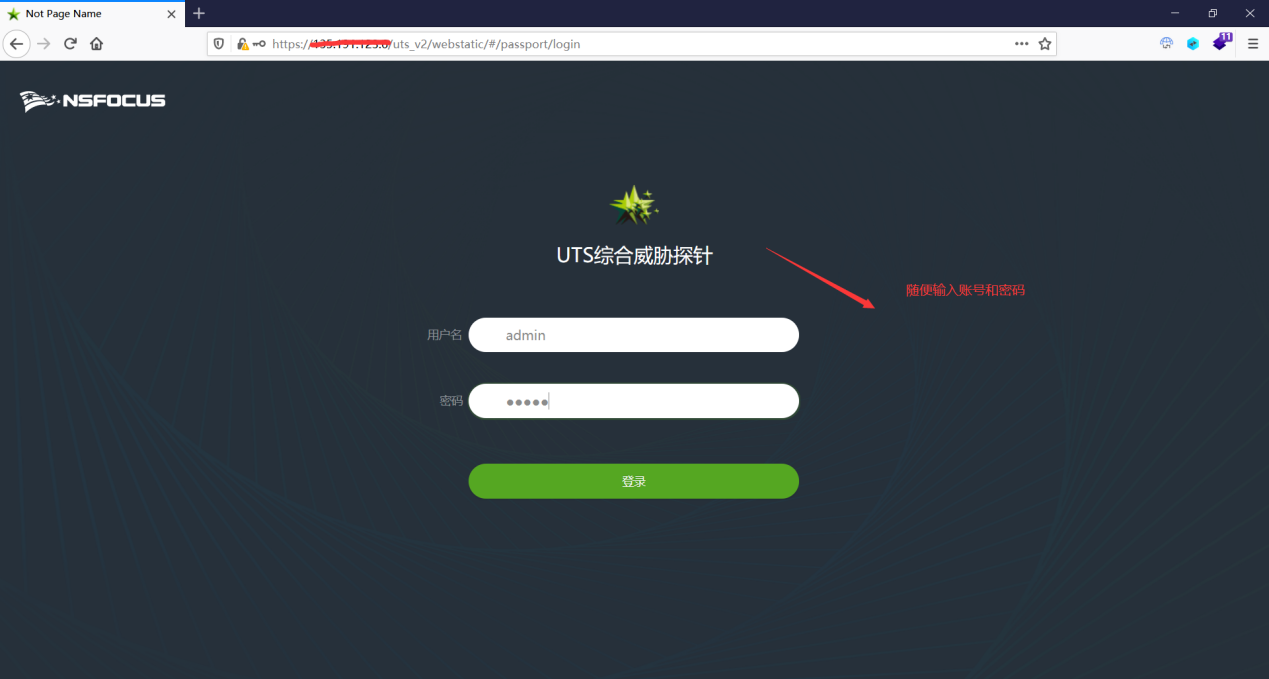 Not Page Name
https://
/uts_v2/webstatic/#/passport/login
11
NSFOCUS
UTS综合威胁探针
随便输入账号和密码
用户名 admin
密码 •••••
登录